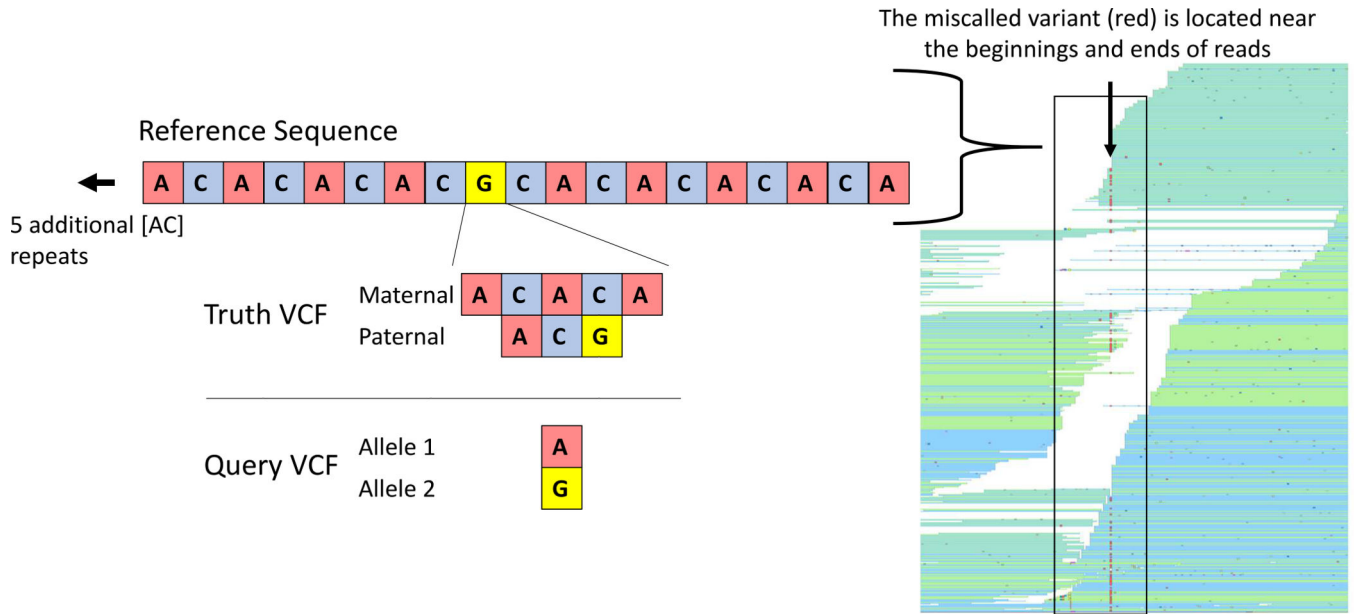 The miscalled variant (red) is located near
the beginnings and ends of reads
Reference Sequence
A C A C A C A C G C A C A C A C A C A
5 additional [AC]
repeats
Truth VCF
Maternal A C A C A
Paternal A C G
Query VCF
Allele 1 A
Allele 2 G